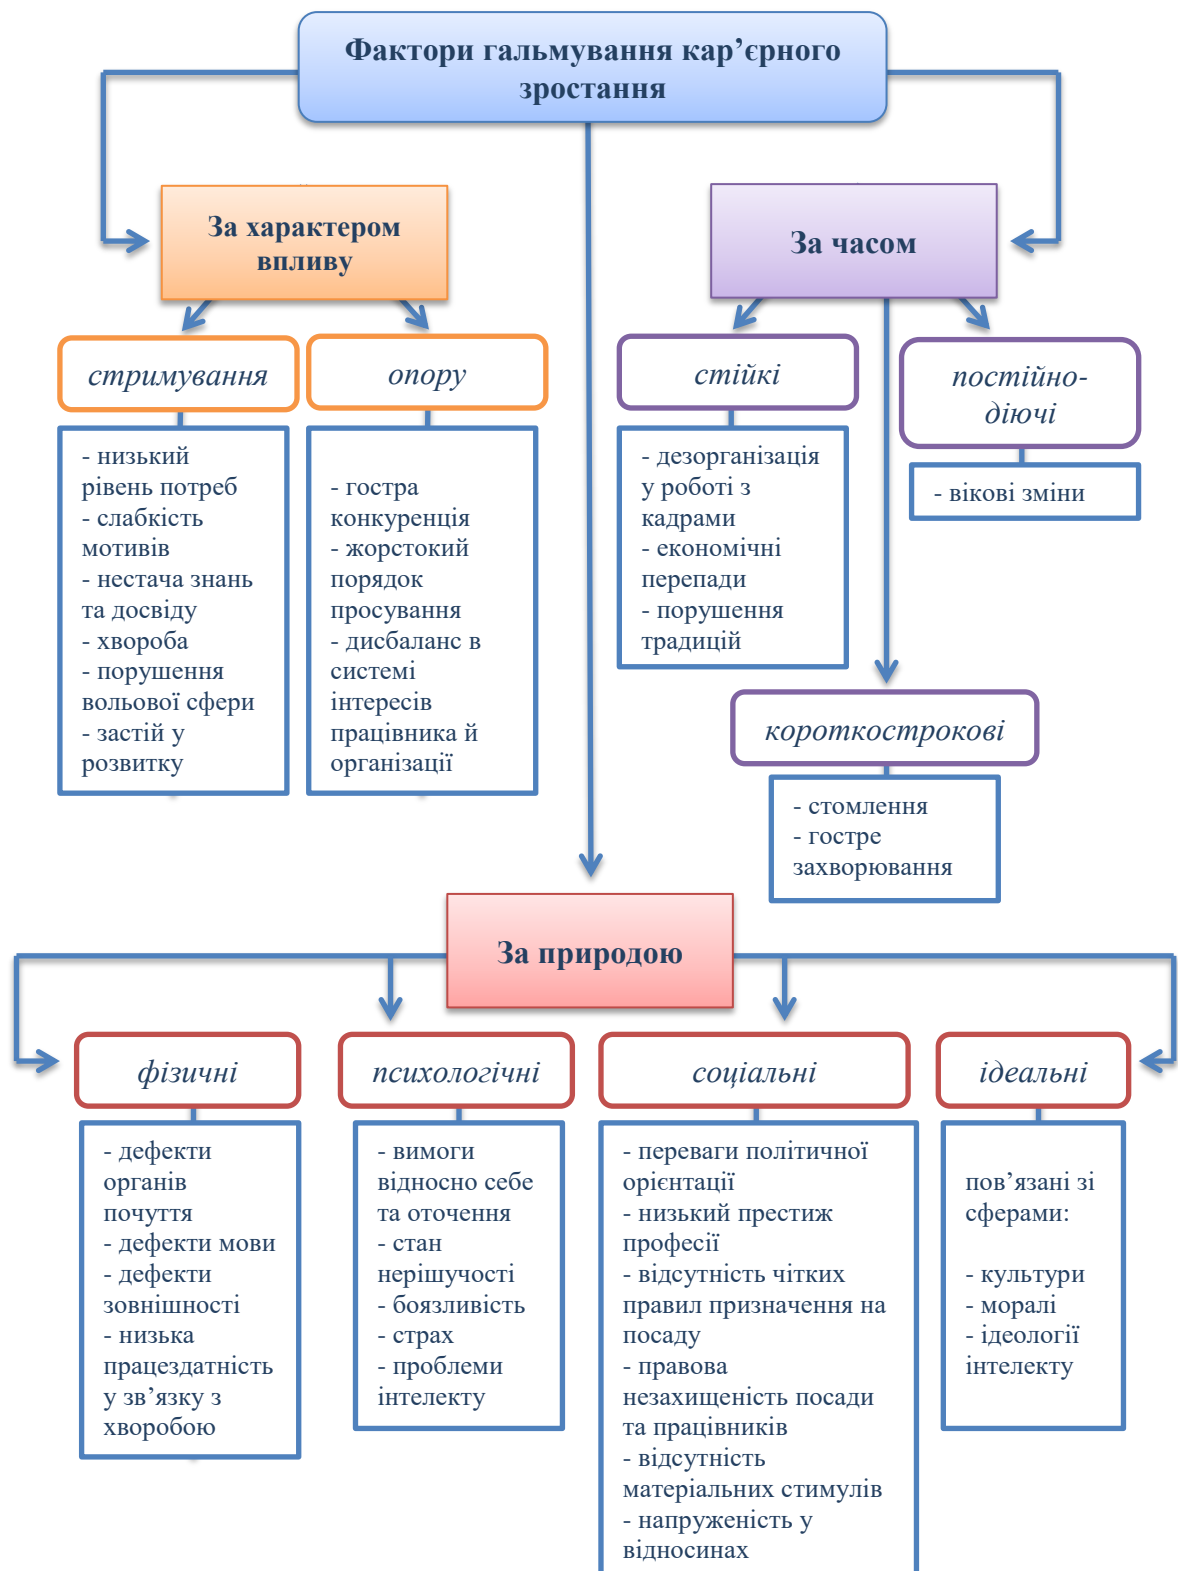 Фактори гальмування кар’єрного
зростання
За характером
впливу
За часом
стримування
опору
стійкі
постійно-
діючі
- низький
рівень потреб
- слабкість
мотивів
- нестача знань
та досвіду
- хвороба
- порушення
вольової сфери
- застій у
розвитку
- гостра
конкуренція
- жорстокий
порядок
просування
- дисбаланс в
системі
інтересів
працівника й
організації
- дезорганізація
у роботі з
кадрами
- економічні
перепади
- порушення
традицій
- вікові зміни
короткострокові
- стомлення
- гостре
захворювання
За природою
фізичні
психологічні
соціальні
ідеальні
- дефекти
органів
почуття
- дефекти мови
- дефекти
зовнішності
- низька
працездатність
у зв’язку з
хворобою
- вимоги
відносно себе
та оточення
- стан
нерішучості
- боязливість
- страх
- проблеми
інтелекту
- переваги політичної
орієнтації
- низький престиж
професії
- відсутність чітких
правил призначення на
посаду
- правова
незахищеність посади
та працівників
- відсутність
матеріальних стимулів
- напруженість у
відносинах
пов’язані зі
сферами:
- культури
- моралі
- ідеології
інтелекту